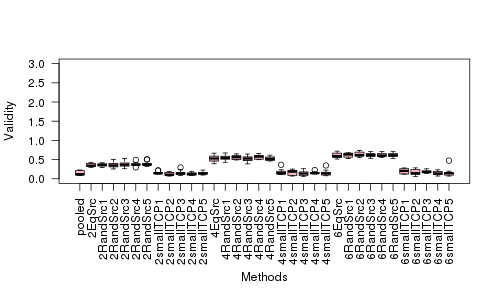 Validity
3.0
2.5
2.0
1.5
1.0
0.5
0.0
pooled
2EqSrc
2RandSrc1
2RandSrc2
2RandSrc3
2RandSrc4
2RandSrc5
2smallTCP1
2smallTCP2
2smallTCP3
2smallTCP4
2smallTCP5
4EqSrc
4RandSrc1
4RandSrc2
4RandSrc3
4RandSrc4
4RandSrc5
4smallTCP1
4smallTCP2
4smallTCP3
4smallTCP4
4smallTCP5
6EqSrc
6RandSrc1
6RandSrc2
6RandSrc3
6RandSrc4
6RandSrc5
6smallTCP1
6smallTCP2
6smallTCP3
6smallTCP4
6smallTCP5
Methods